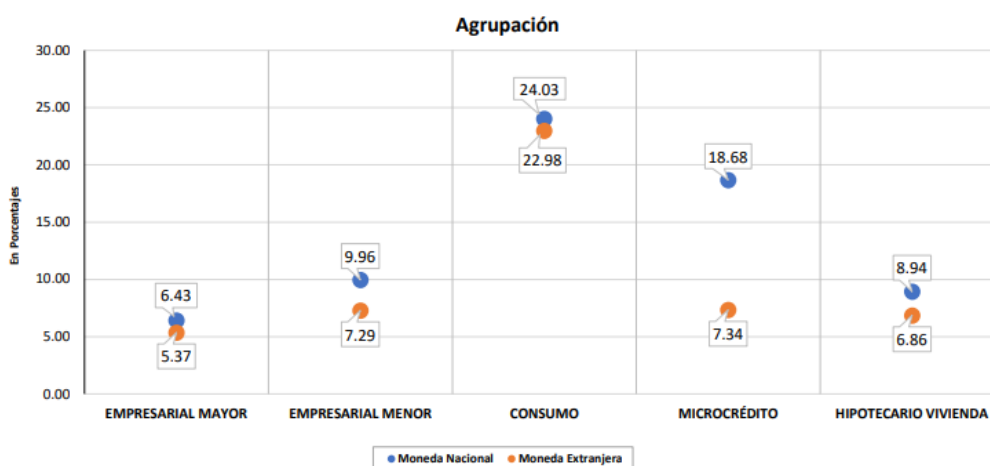 Agrupación
30.00
25.00
20.00
15.00
10.00
5.00
0.00
En Porcentajes
6.43
5.37
9.96
7.29
24.03
22.98
18.68
7.34
8.94
6.86
EMPRESARIAL MAYOR
EMPRESARIAL MENOR
CONSUMO
MICROCRÉDITO
HIPOTECARIO VIVIENDA
Moneda Nacional
Moneda Extranjera